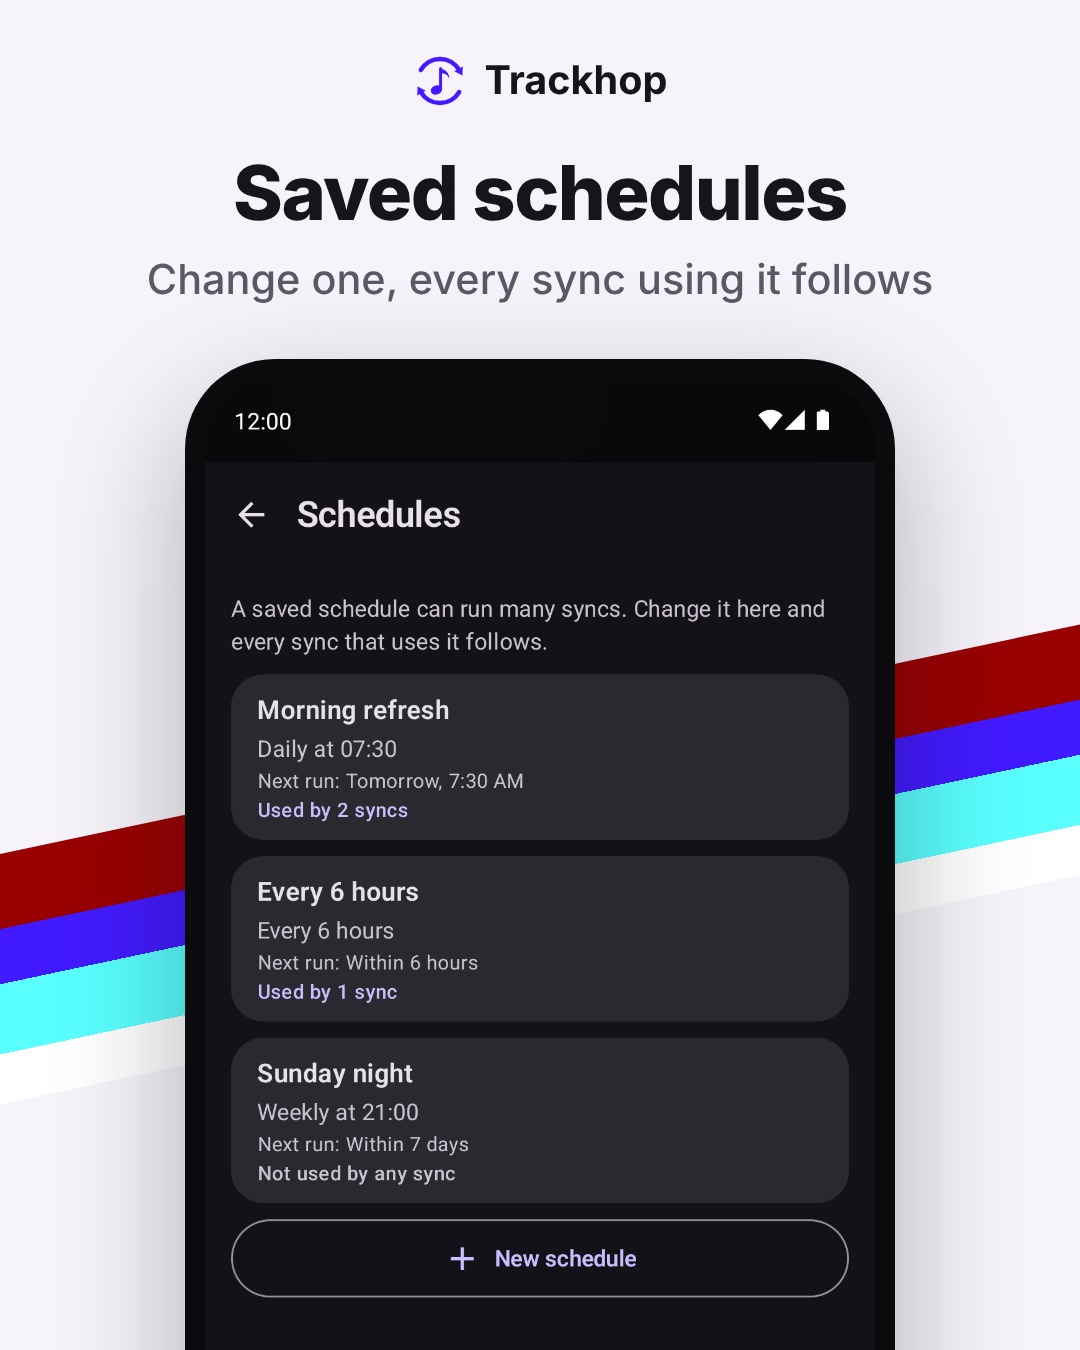 Trackhop
Saved schedules
Change one, every sync using it follows
12:00
Schedules
A saved schedule can run many syncs. Change it here and
every sync that uses it follows.
Morning refresh
Daily at 07:30
Next run: Tomorrow, 7:30 AM
Used by 2 syncs
Every 6 hours
Every 6 hours
Next run: Within 6 hours
Used by 1 sync
Sunday night
Weekly at 21:00
Next run: Within 7 days
Not used by any sync
New schedule